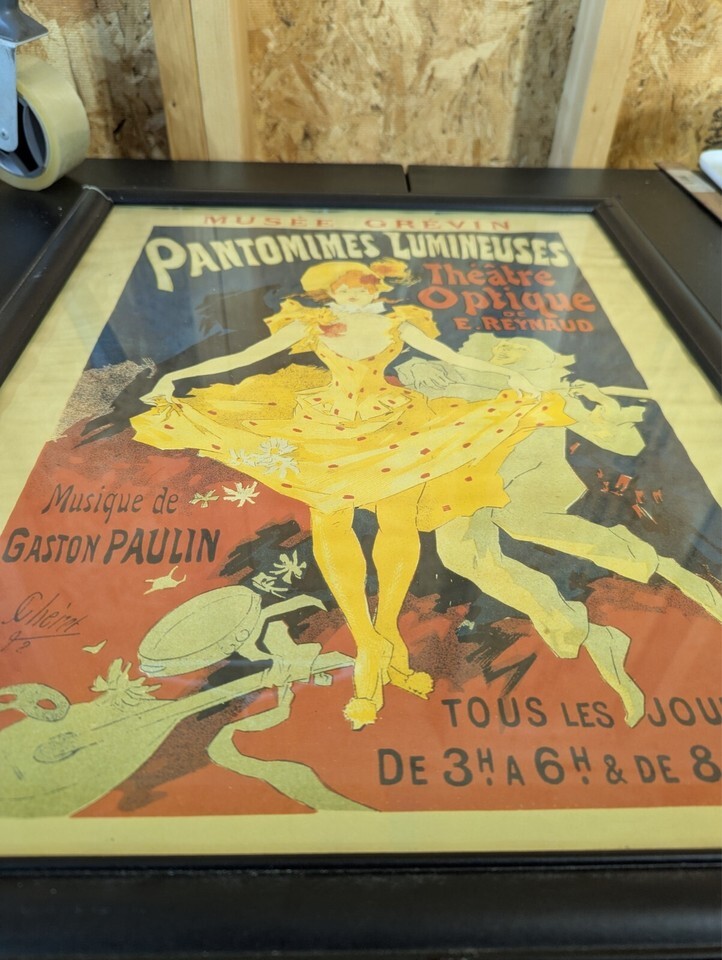 MUSÉE GRÉVIN
PANTOMIMES LUMINEUSES
Théâtre
Optique
DE
E. REYNAUD
Musique de
GASTON PAULIN
Chéret
92
TOUS LES JOU
DE 3H. A 6H. & DE 8